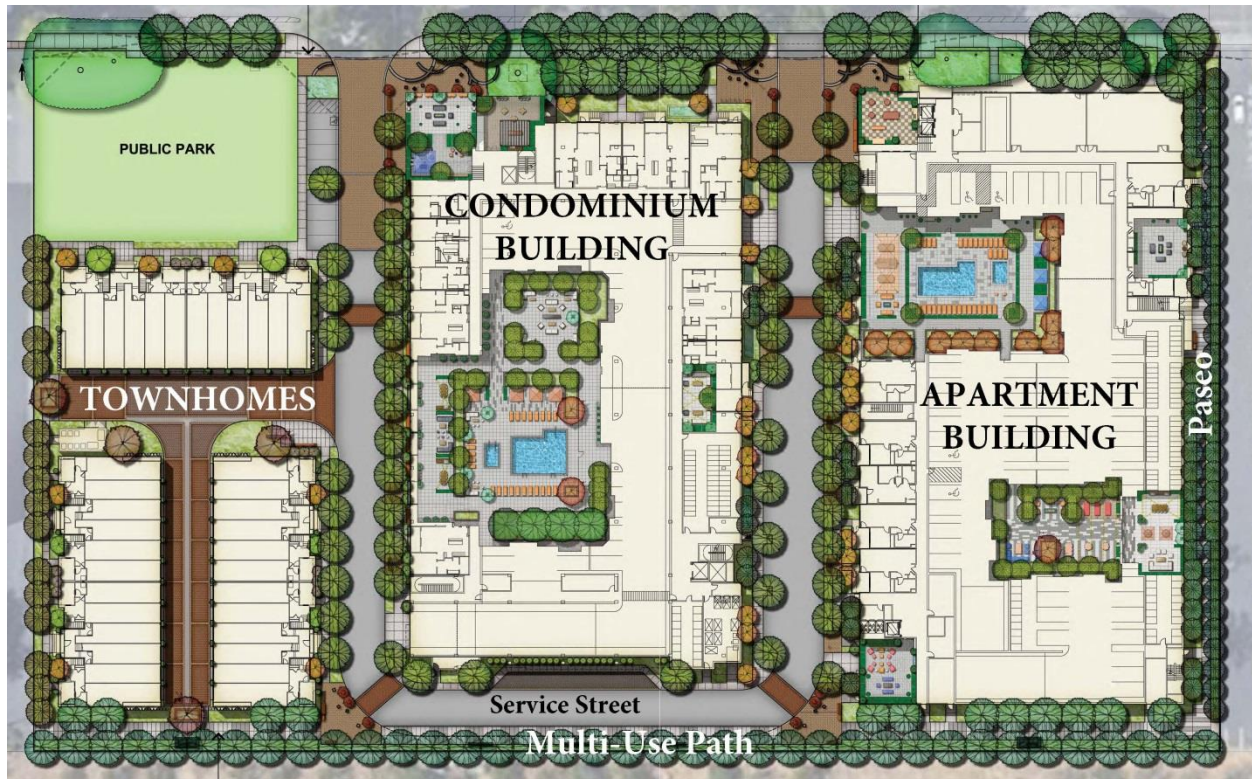 PUBLIC PARK
CONDOMINIUM
BUILDING
TOWNHOMES
APARTMENT
BUILDING
Paseo
Service Street
Multi-Use Path